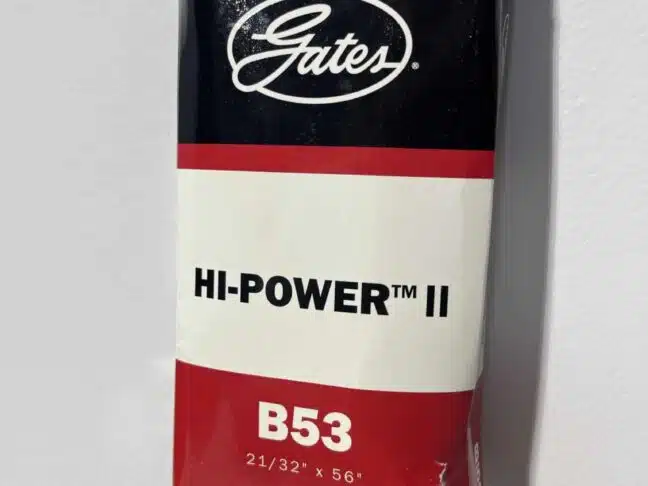 Gates®
HI-POWER™ II
B53
21/32" x 56"